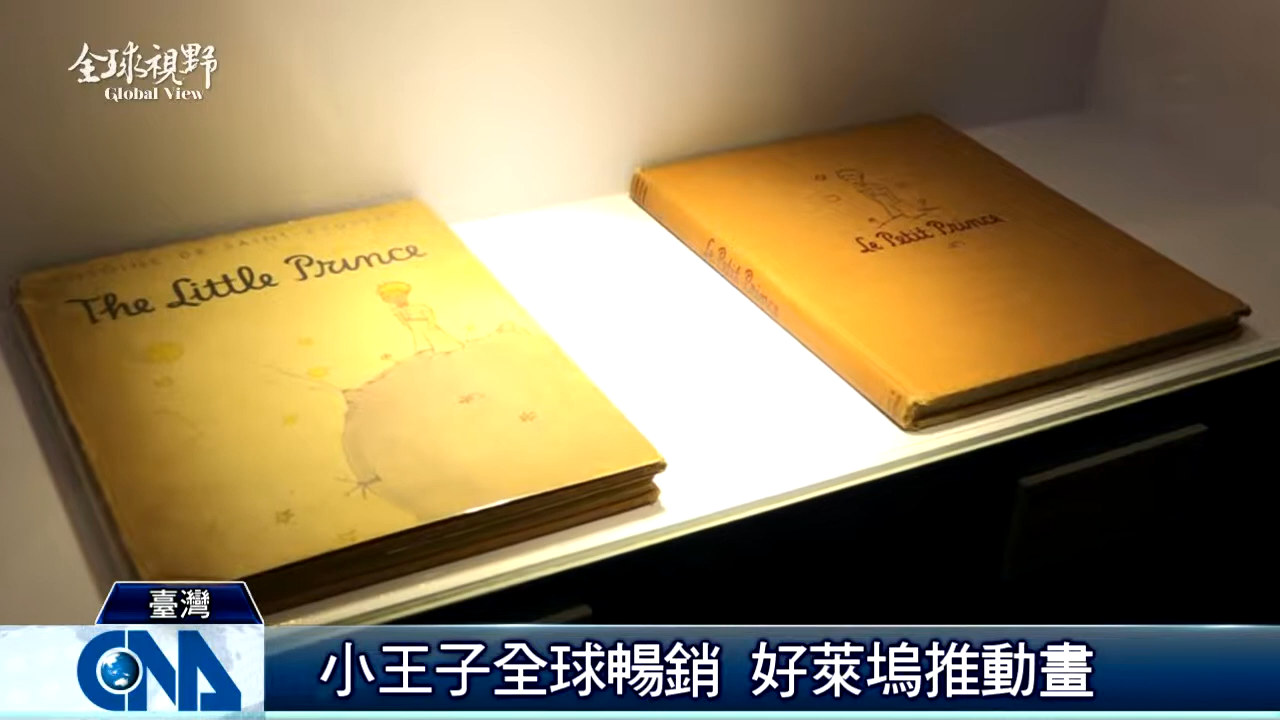 全球視野
Global View
The Little Prince
Le Petit Prince
Le Petit Prince
臺灣
CNA
小王子全球暢銷 好萊塢推動畫